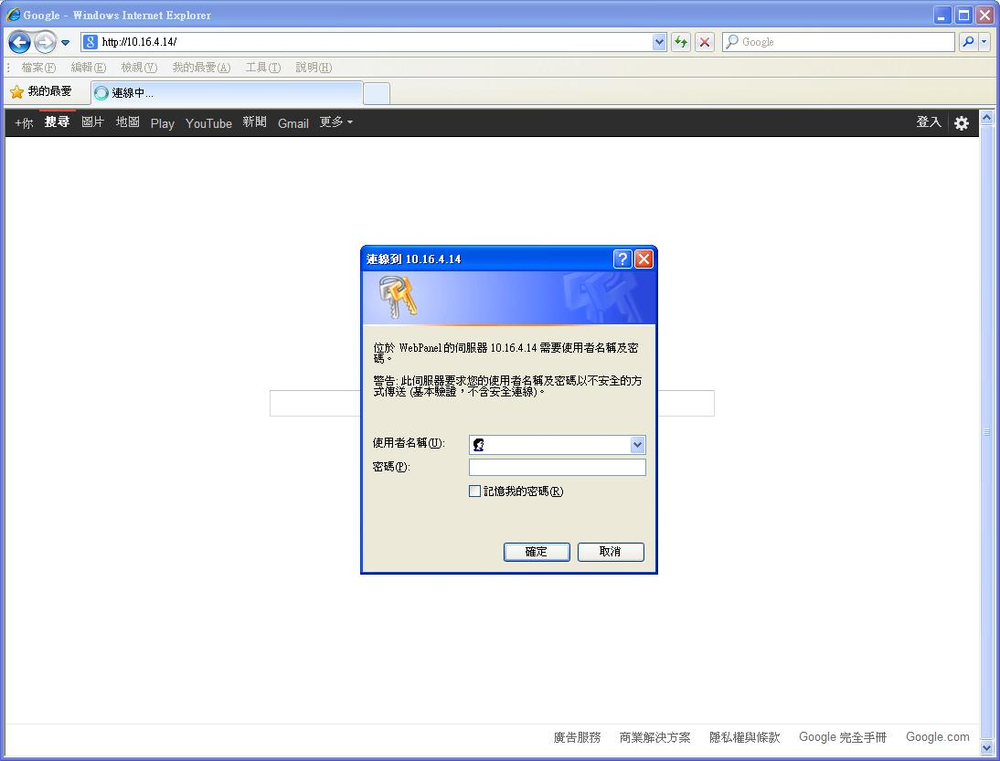 Google - Windows Internet Explorer
http://10.16.4.14/
Google
檔案(F) 編輯(E) 檢視(V) 我的最愛(A) 工具(T) 說明(H)
我的最愛 連線中...
+你 搜尋 圖片 地圖 Play YouTube 新聞 Gmail 更多 登入
連線到 10.16.4.14
位於 WebPanel 的伺服器 10.16.4.14 需要使用者名稱及密
碼。
警告: 此伺服器要求您的使用者名稱及密碼以不安全的方
式傳送 (基本驗證，不含安全連線)。
使用者名稱(U):
密碼(P):
記憶我的密碼(R)
確定 取消
廣告服務 商業解決方案 隱私權與條款 Google 完全手冊 Google.com